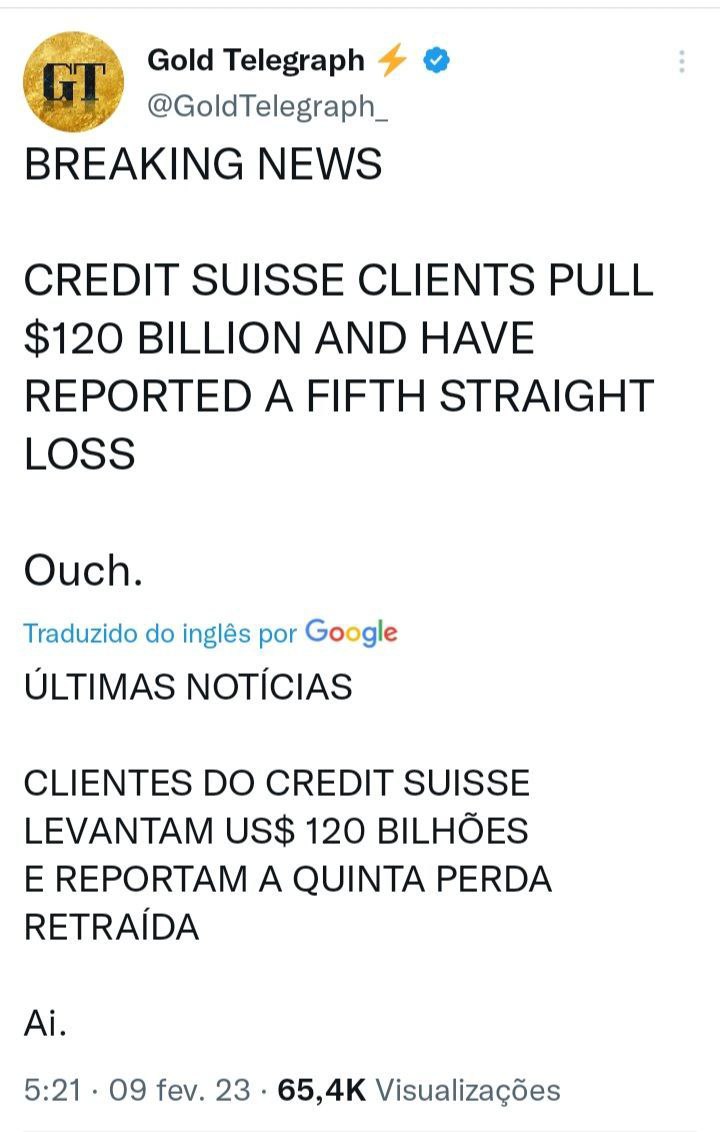 GT
Gold Telegraph ⚡
@GoldTelegraph_
BREAKING NEWS
CREDIT SUISSE CLIENTS PULL
$120 BILLION AND HAVE
REPORTED A FIFTH STRAIGHT
LOSS
Ouch.
Traduzido do inglês por Google
ÚLTIMAS NOTÍCIAS
CLIENTES DO CREDIT SUISSE
LEVANTAM US$ 120 BILHÕES
E REPORTAM A QUINTA PERDA
RETRAÍDA
Ai.
5:21 · 09 fev. 23 · 65,4K Visualizações